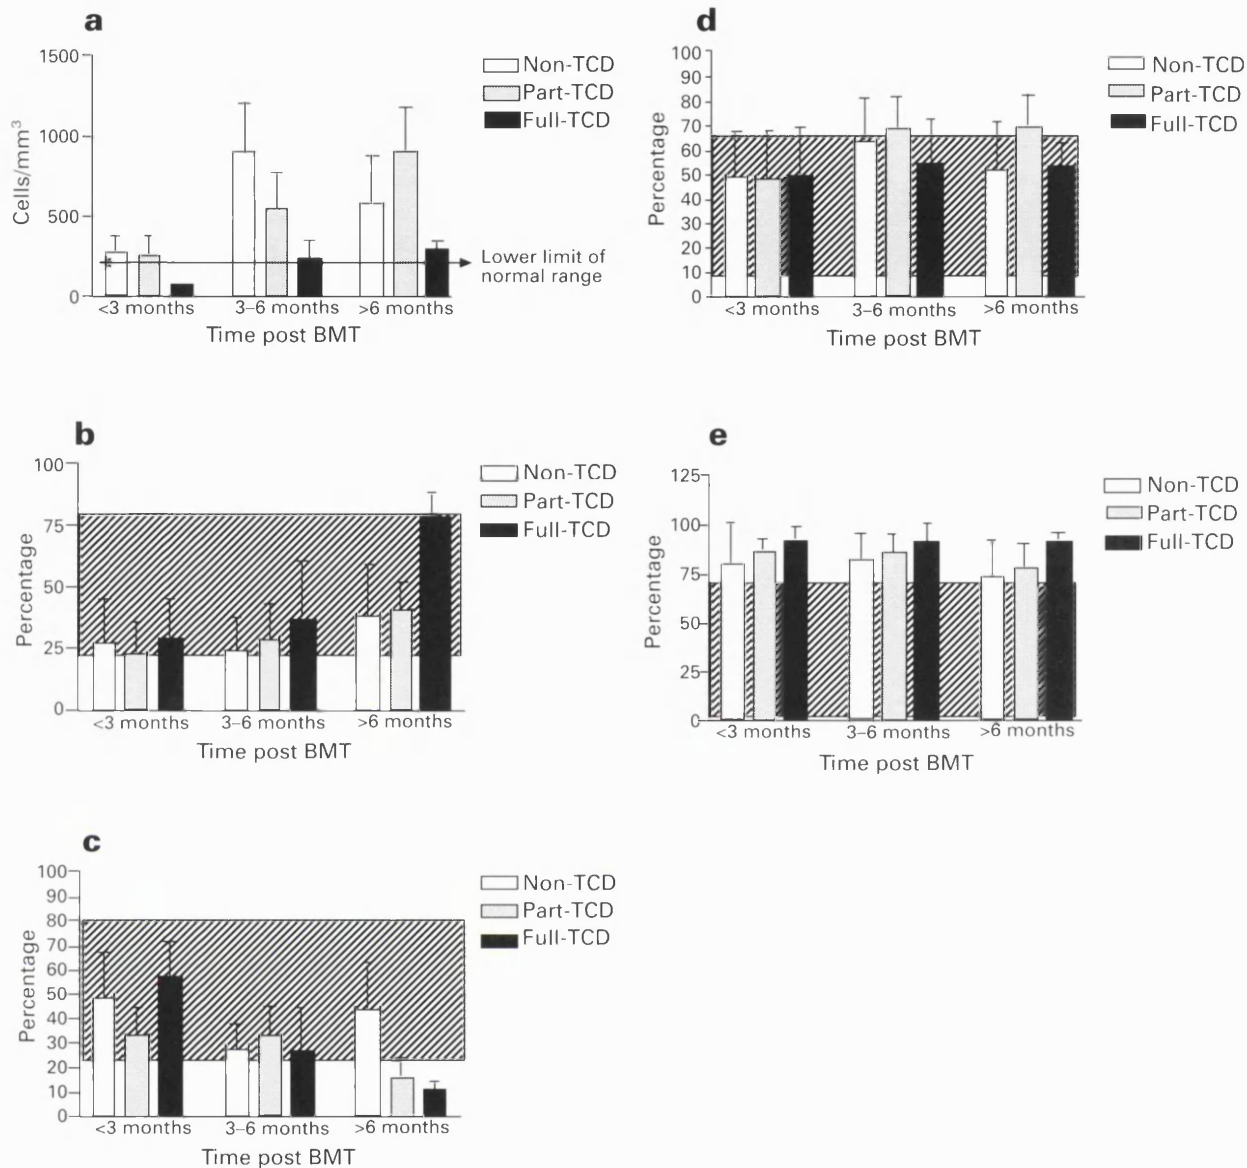 a
1500
1000
500
0
Cells/mm³
Non-TCD
Part-TCD
Full-TCD
Lower limit of
normal range
<3 months
3–6 months
>6 months
Time post BMT
d
100
90
80
70
60
50
40
30
20
10
0
Percentage
Non-TCD
Part-TCD
Full-TCD
<3 months
3–6 months
>6 months
Time post BMT
b
100
75
50
25
0
Percentage
Non-TCD
Part-TCD
Full-TCD
<3 months
3–6 months
>6 months
Time post BMT
e
125
100
75
50
25
0
Percentage
Non-TCD
Part-TCD
Full-TCD
<3 months
3–6 months
>6 months
Time post BMT
c
100
90
80
70
60
50
40
30
20
10
0
Percentage
Non-TCD
Part-TCD
Full-TCD
<3 months
3–6 months
>6 months
Time post BMT